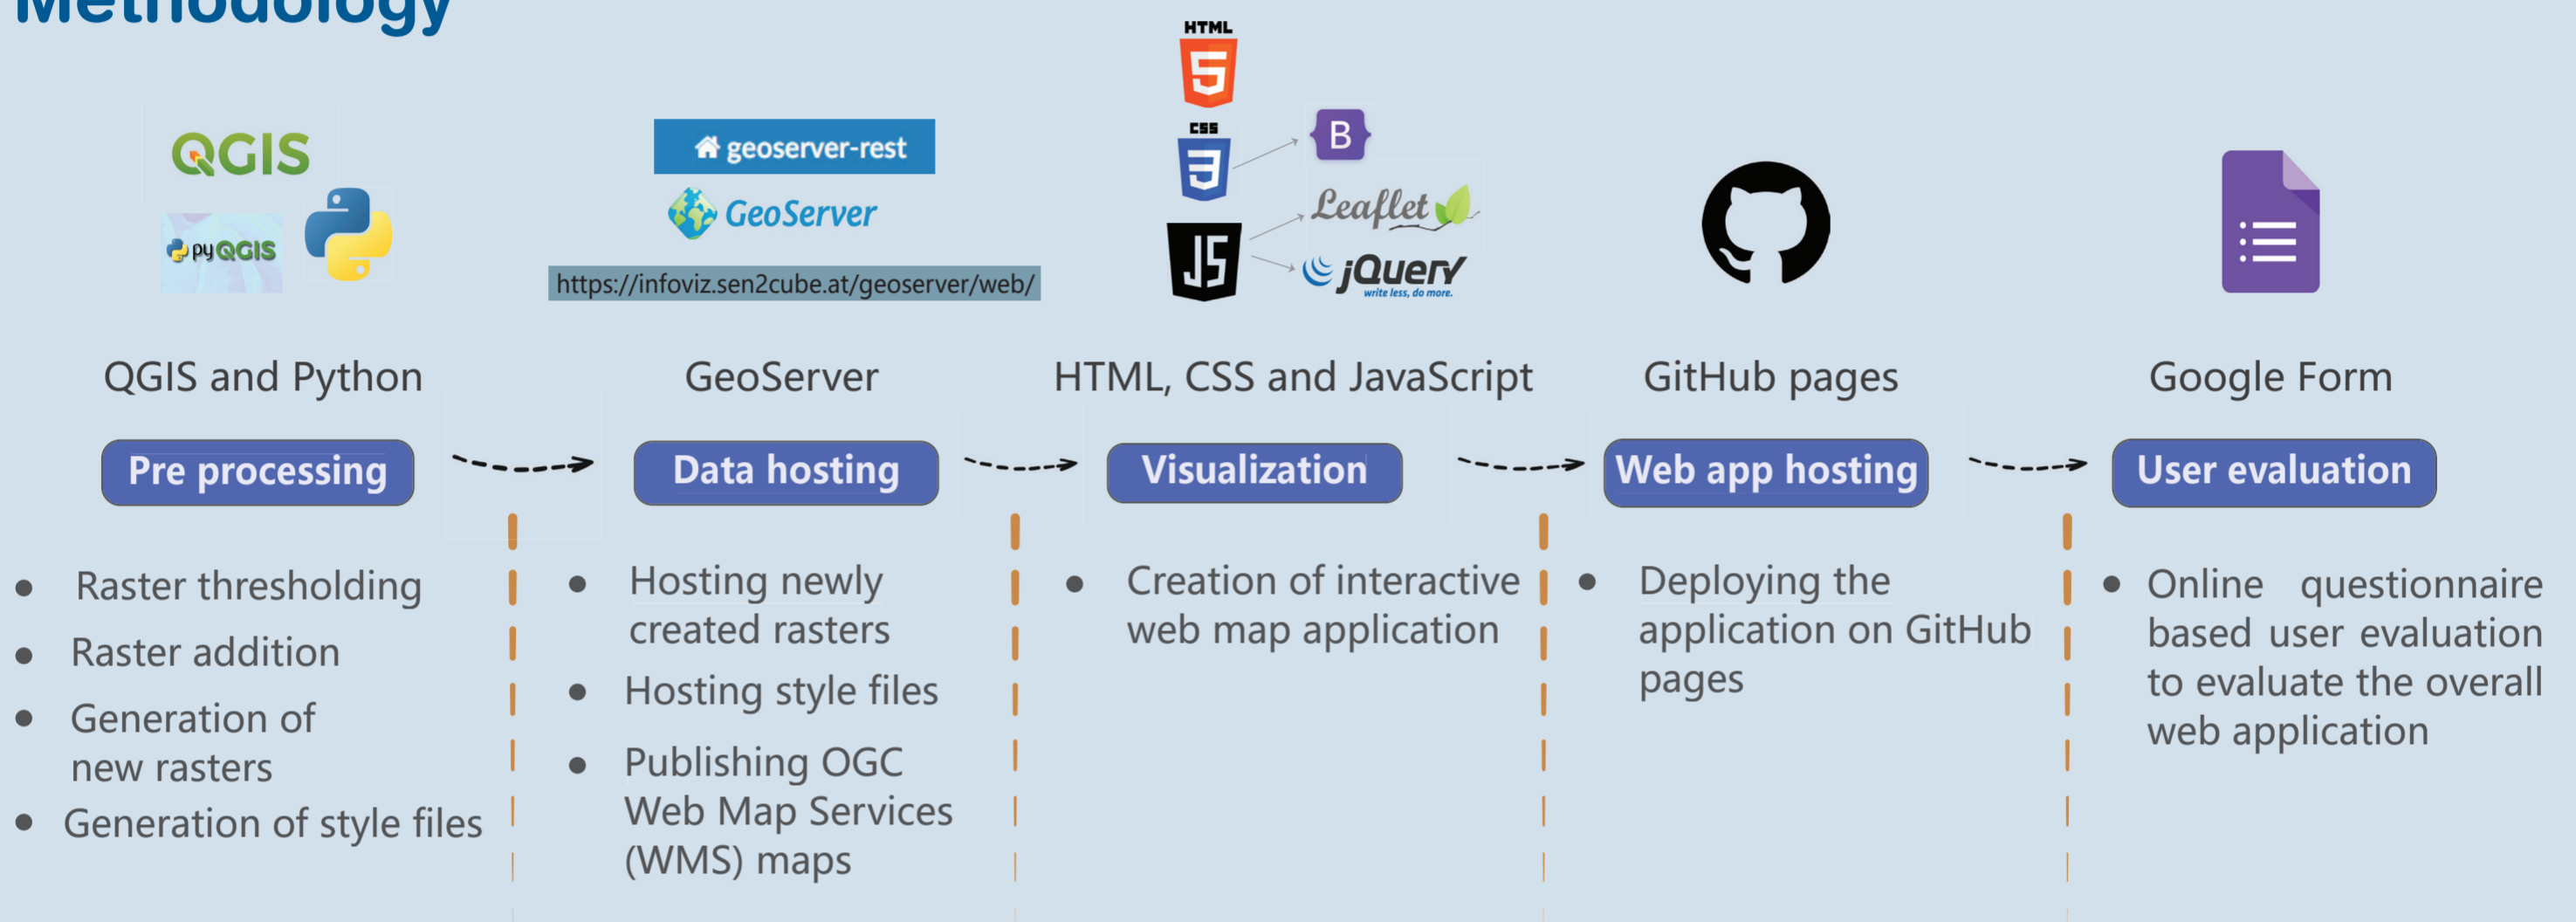 Methodology
QGIS
pyQGIS
geoserver-rest
GeoServer
https://infoviz.sen2cube.at/geoserver/web/
HTML
5
CSS
3
JS
B
Leaflet
jQuery
write less, do more.
QGIS and Python
GeoServer
HTML, CSS and JavaScript
GitHub pages
Google Form
Pre processing
Data hosting
Visualization
Web app hosting
User evaluation
● Raster thresholding
● Raster addition
● Generation of
new rasters
● Generation of style files
● Hosting newly
created rasters
● Hosting style files
● Publishing OGC
Web Map Services
(WMS) maps
● Creation of interactive
web map application
● Deploying the
application on GitHub
pages
● Online questionnaire
based user evaluation
to evaluate the overall
web application